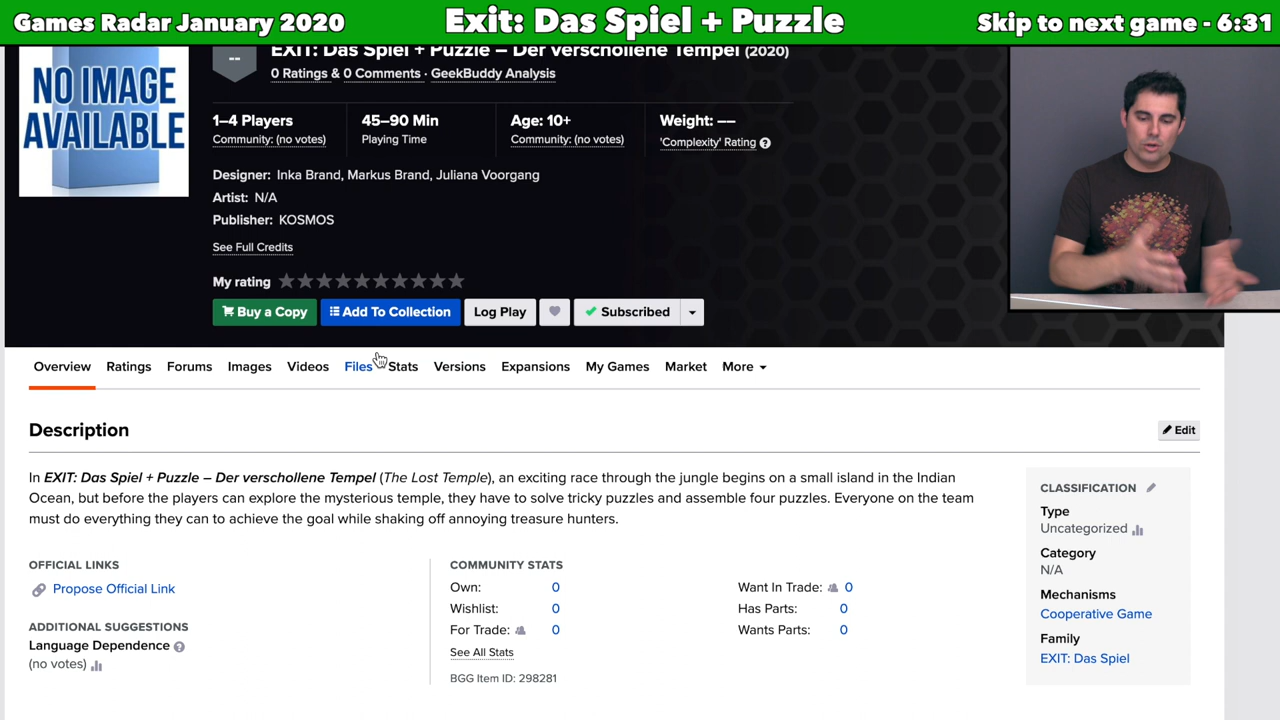 Games Radar January 2020
Exit: Das Spiel + Puzzle
Skip to next game - 6:31
NO IMAGE
AVAILABLE
--
EXIT: Das Spiel + Puzzle – Der verschollene Tempel (2020)
0 Ratings & 0 Comments · GeekBuddy Analysis
1–4 Players
Community: (no votes)
45–90 Min
Playing Time
Age: 10+
Community: (no votes)
Weight: --
'Complexity' Rating ?
Designer: Inka Brand, Markus Brand, Juliana Voorgang
Artist: N/A
Publisher: KOSMOS
See Full Credits
My rating
Buy a Copy
Add To Collection
Log Play
Subscribed
Overview
Ratings
Forums
Images
Videos
Files
Stats
Versions
Expansions
My Games
Market
More
Description
Edit
In EXIT: Das Spiel + Puzzle – Der verschollene Tempel (The Lost Temple), an exciting race through the jungle begins on a small island in the Indian
Ocean, but before the players can explore the mysterious temple, they have to solve tricky puzzles and assemble four puzzles. Everyone on the team
must do everything they can to achieve the goal while shaking off annoying treasure hunters.
OFFICIAL LINKS
Propose Official Link
ADDITIONAL SUGGESTIONS
Language Dependence ?
(no votes)
COMMUNITY STATS
Own: 0
Wishlist: 0
For Trade: 0
See All Stats
BGG Item ID: 298281
Want In Trade: 0
Has Parts: 0
Wants Parts: 0
CLASSIFICATION
Type
Uncategorized
Category
N/A
Mechanisms
Cooperative Game
Family
EXIT: Das Spiel